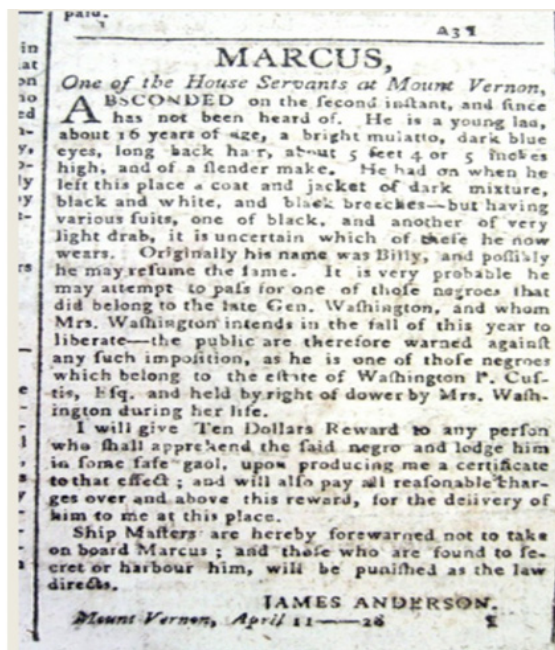 paid.
MARCUS,
One of the House Servants at Mount Vernon,
ABSCONDED on the ſecond inſtant, and ſince
has not been heard of. He is a young lad,
about 16 years of age, a bright mulatto, dark blue
eyes, long back hair, about 5 feet 4 or 5 inches
high, and of a ſlender make. He had on when he
left this place a coat and jacket of dark mixture,
black and white, and black breeches—but having
various ſuits, one of black, and another of very
light drab, it is uncertain which of theſe he now
wears. Originally his name was Billy, and poſſibly
he may reſume the ſame. It is very probable he
may attempt to paſs for one of thoſe negroes that
did belong to the late Gen. Waſhington, and whom
Mrs. Waſhington intends in the fall of this year to
liberate—the public are therefore warned againſt
any ſuch impoſition, as he is one of thoſe negroes
which belong to the eſtate of Waſhington P. Cuſ-
tis, Eſq. and held by right of dower by Mrs. Waſh-
ington during her life.
I will give Ten Dollars Reward to any perſon
who ſhall apprehend the ſaid negro and lodge him
in ſome ſafe gaol, upon producing me a certificate
to that effect; and will alſo pay all reaſonable char-
ges over and above this reward, for the delivery of
him to me at this place.
Ship Maſters are hereby forewarned not to take
on board Marcus; and thoſe who are found to ſe-
cret or harbour him, will be puniſhed as the law
directs.
JAMES ANDERSON.
Mount Vernon, April 11——28 ¶